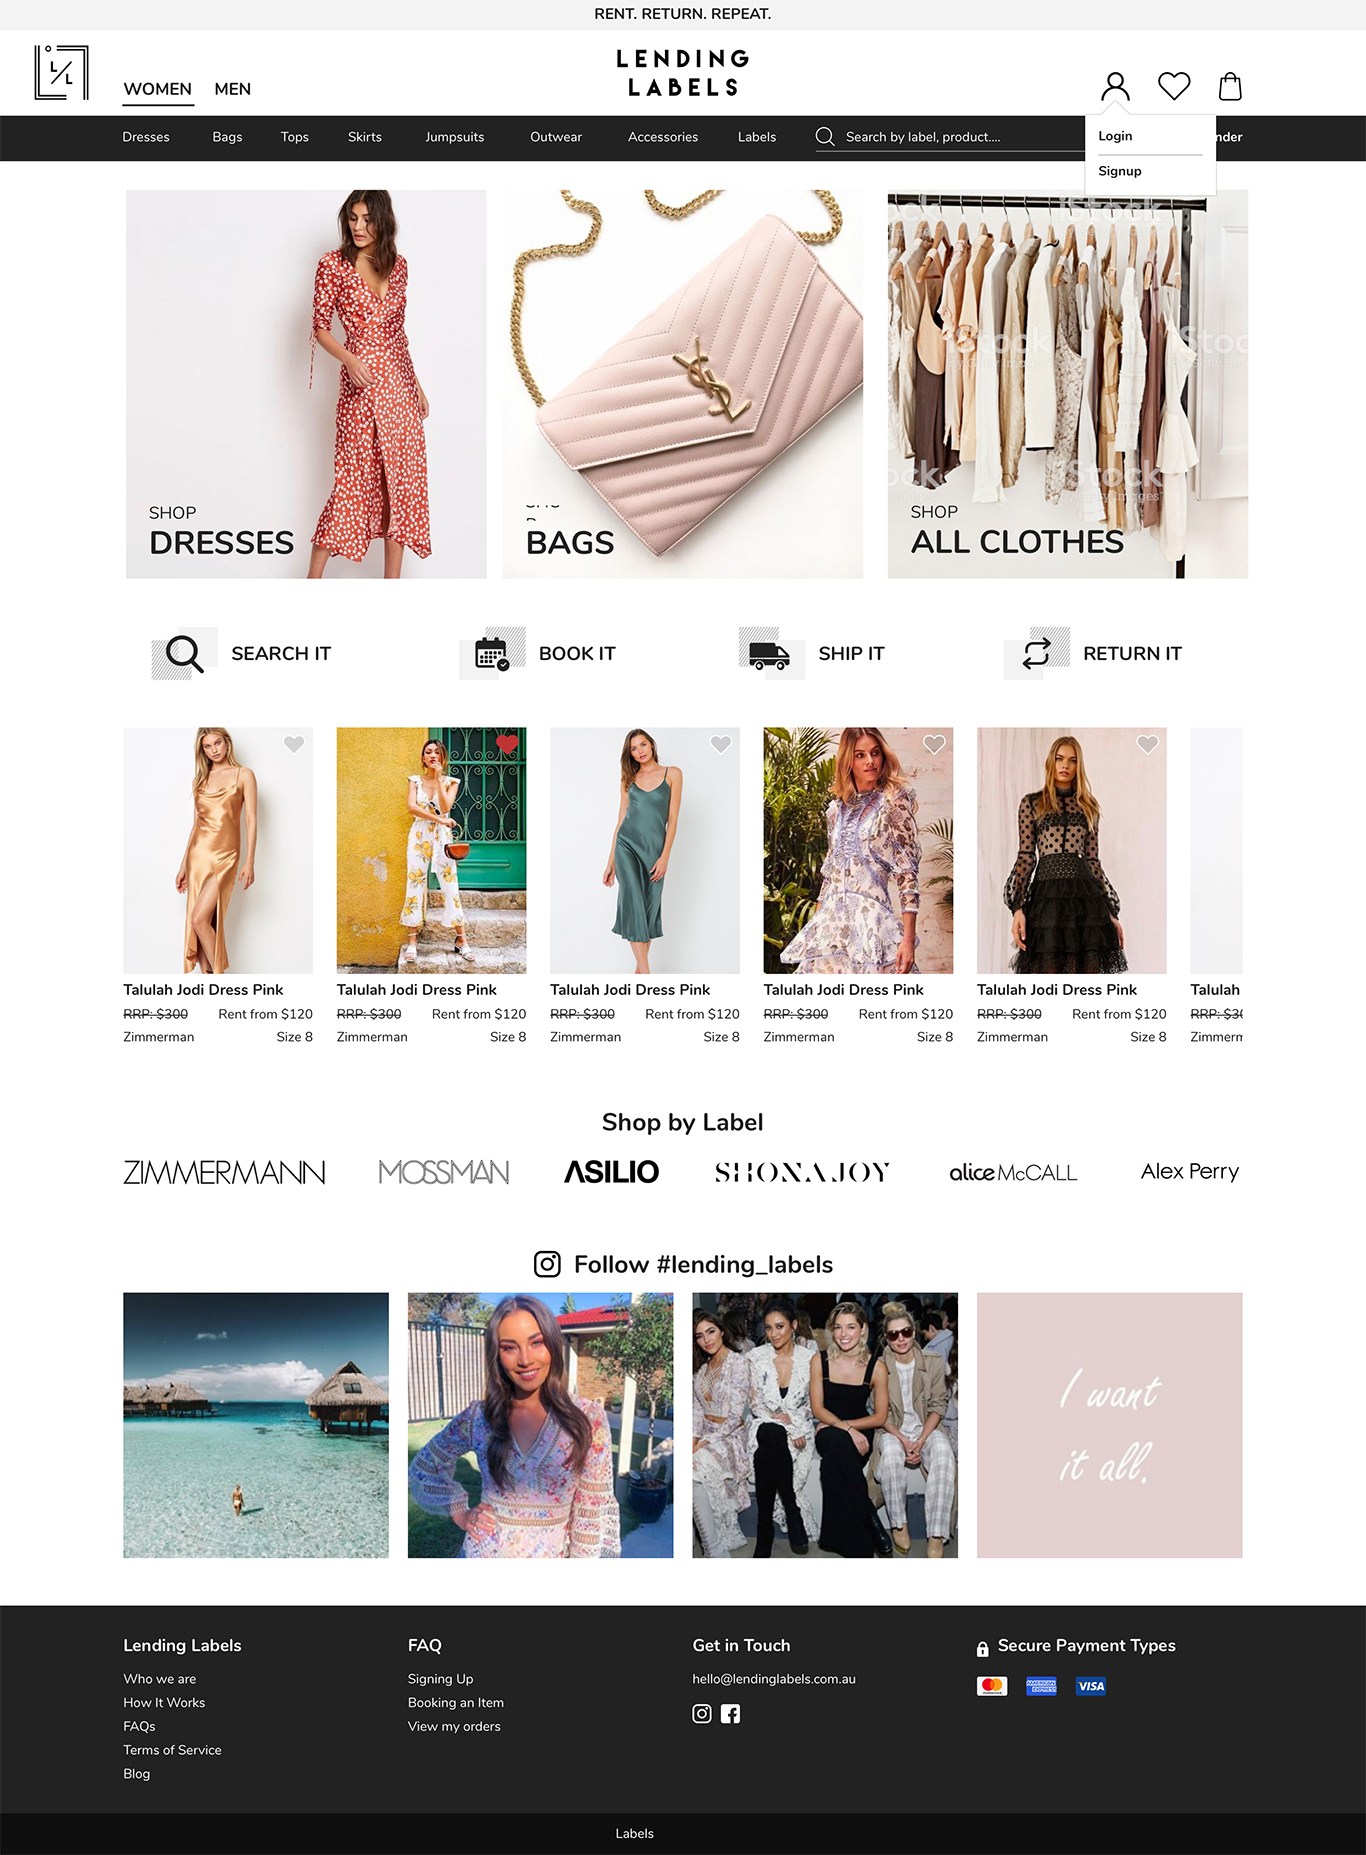 RENT. RETURN. REPEAT.
L L
WOMEN MEN
LENDING
LABELS
Dresses Bags Tops Skirts Jumpsuits Outwear Accessories Labels Search by label, product.... nder
Login
Signup
iStock
SHOP
DRESSES
BAGS
SHOP
ALL CLOTHES
SEARCH IT BOOK IT SHIP IT RETURN IT
Talulah Jodi Dress Pink Talulah Jodi Dress Pink Talulah Jodi Dress Pink Talulah Jodi Dress Pink Talulah Jodi Dress Pink Talulah
RRP: $300 Rent from $120 RRP: $300 Rent from $120 RRP: $300 Rent from $120 RRP: $300 Rent from $120 RRP: $300 Rent from $120 RRP: $30
Zimmerman Size 8 Zimmerman Size 8 Zimmerman Size 8 Zimmerman Size 8 Zimmerman Size 8 Zimmerm
Shop by Label
ZIMMERMANN MOSSMAN ASILIO SHONA JOY alice McCALL Alex Perry
Follow #lending_labels
I want
it all.
Lending Labels
Who we are
How It Works
FAQs
Terms of Service
Blog
FAQ
Signing Up
Booking an Item
View my orders
Get in Touch
hello@lendinglabels.com.au
Secure Payment Types
AMERICAN EXPRESS VISA
Labels